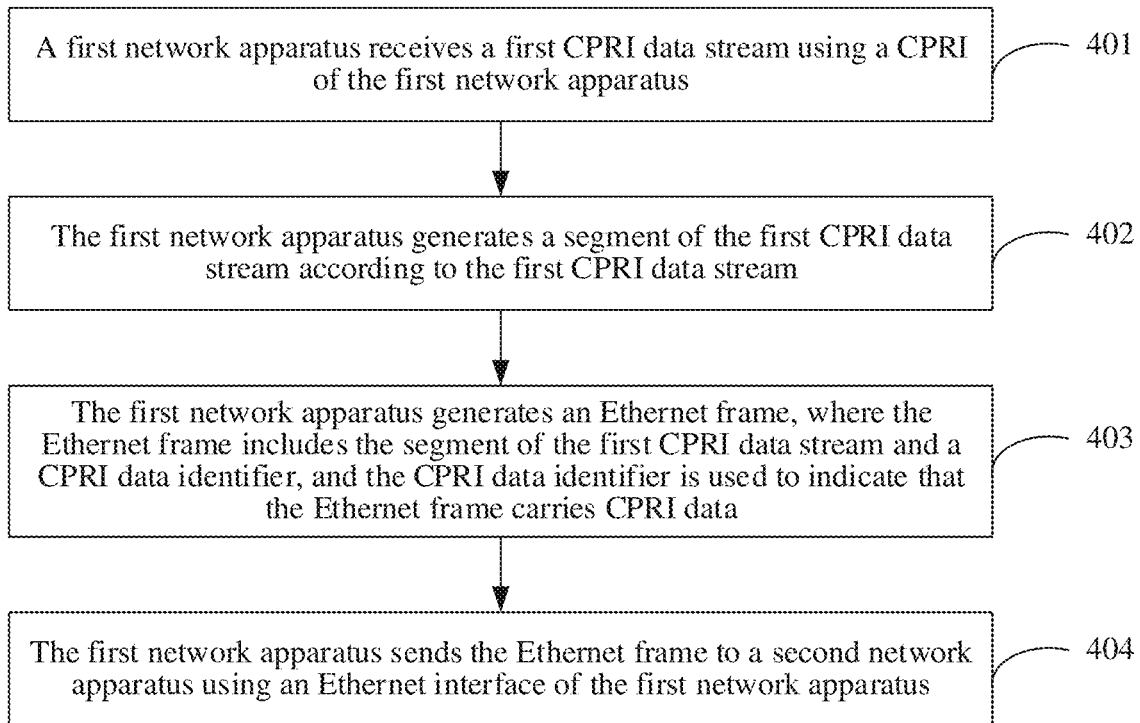 A first network apparatus receives a first CPRI data stream using a CPRI
of the first network apparatus
401
The first network apparatus generates a segment of the first CPRI data
stream according to the first CPRI data stream
402
The first network apparatus generates an Ethernet frame, where the
Ethernet frame includes the segment of the first CPRI data stream and a
CPRI data identifier, and the CPRI data identifier is used to indicate that
the Ethernet frame carries CPRI data
403
The first network apparatus sends the Ethernet frame to a second network
apparatus using an Ethernet interface of the first network apparatus
404